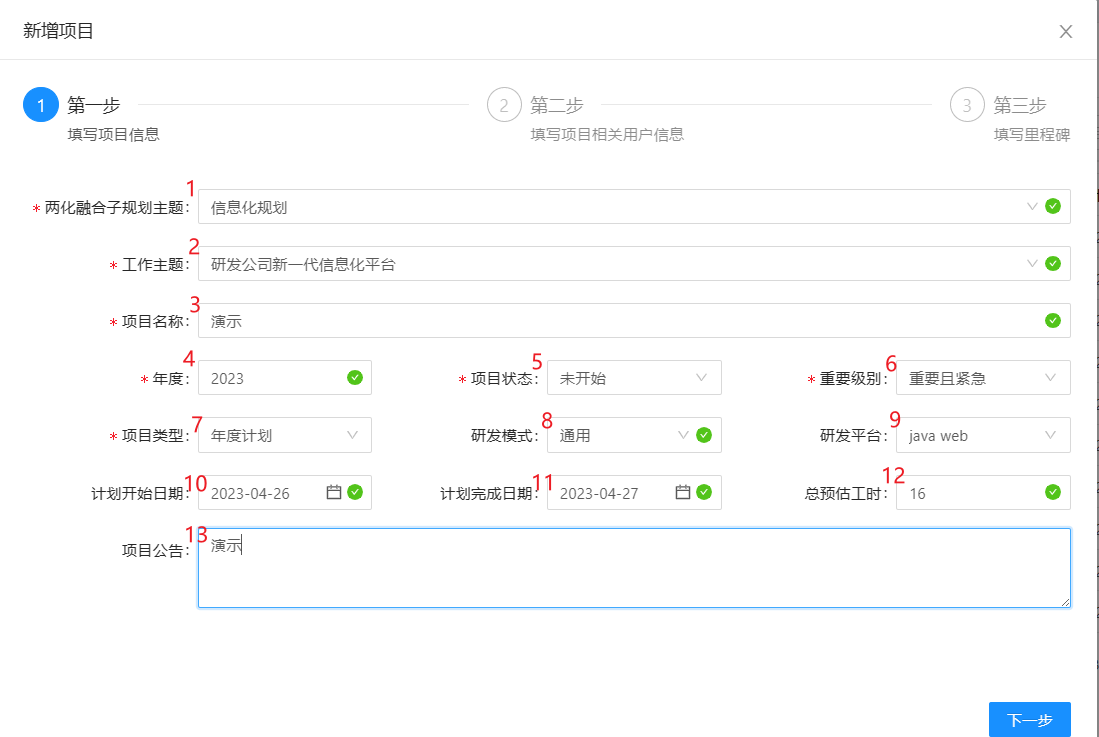 新增项目
1 第一步 2 第二步 3 第三步
填写项目信息 填写项目相关用户信息 填写里程碑
* 两化融合子规划主题: 1 信息化规划
* 工作主题: 2 研发公司新一代信息化平台
* 项目名称: 3 演示
* 年度: 4 2023 * 项目状态: 5 未开始 * 重要级别: 6 重要且紧急
* 项目类型: 7 年度计划 研发模式: 8 通用 研发平台: 9 java web
计划开始日期: 10 2023-04-26 计划完成日期: 11 2023-04-27 总预估工时: 12 16
项目公告: 13 演示
下一步